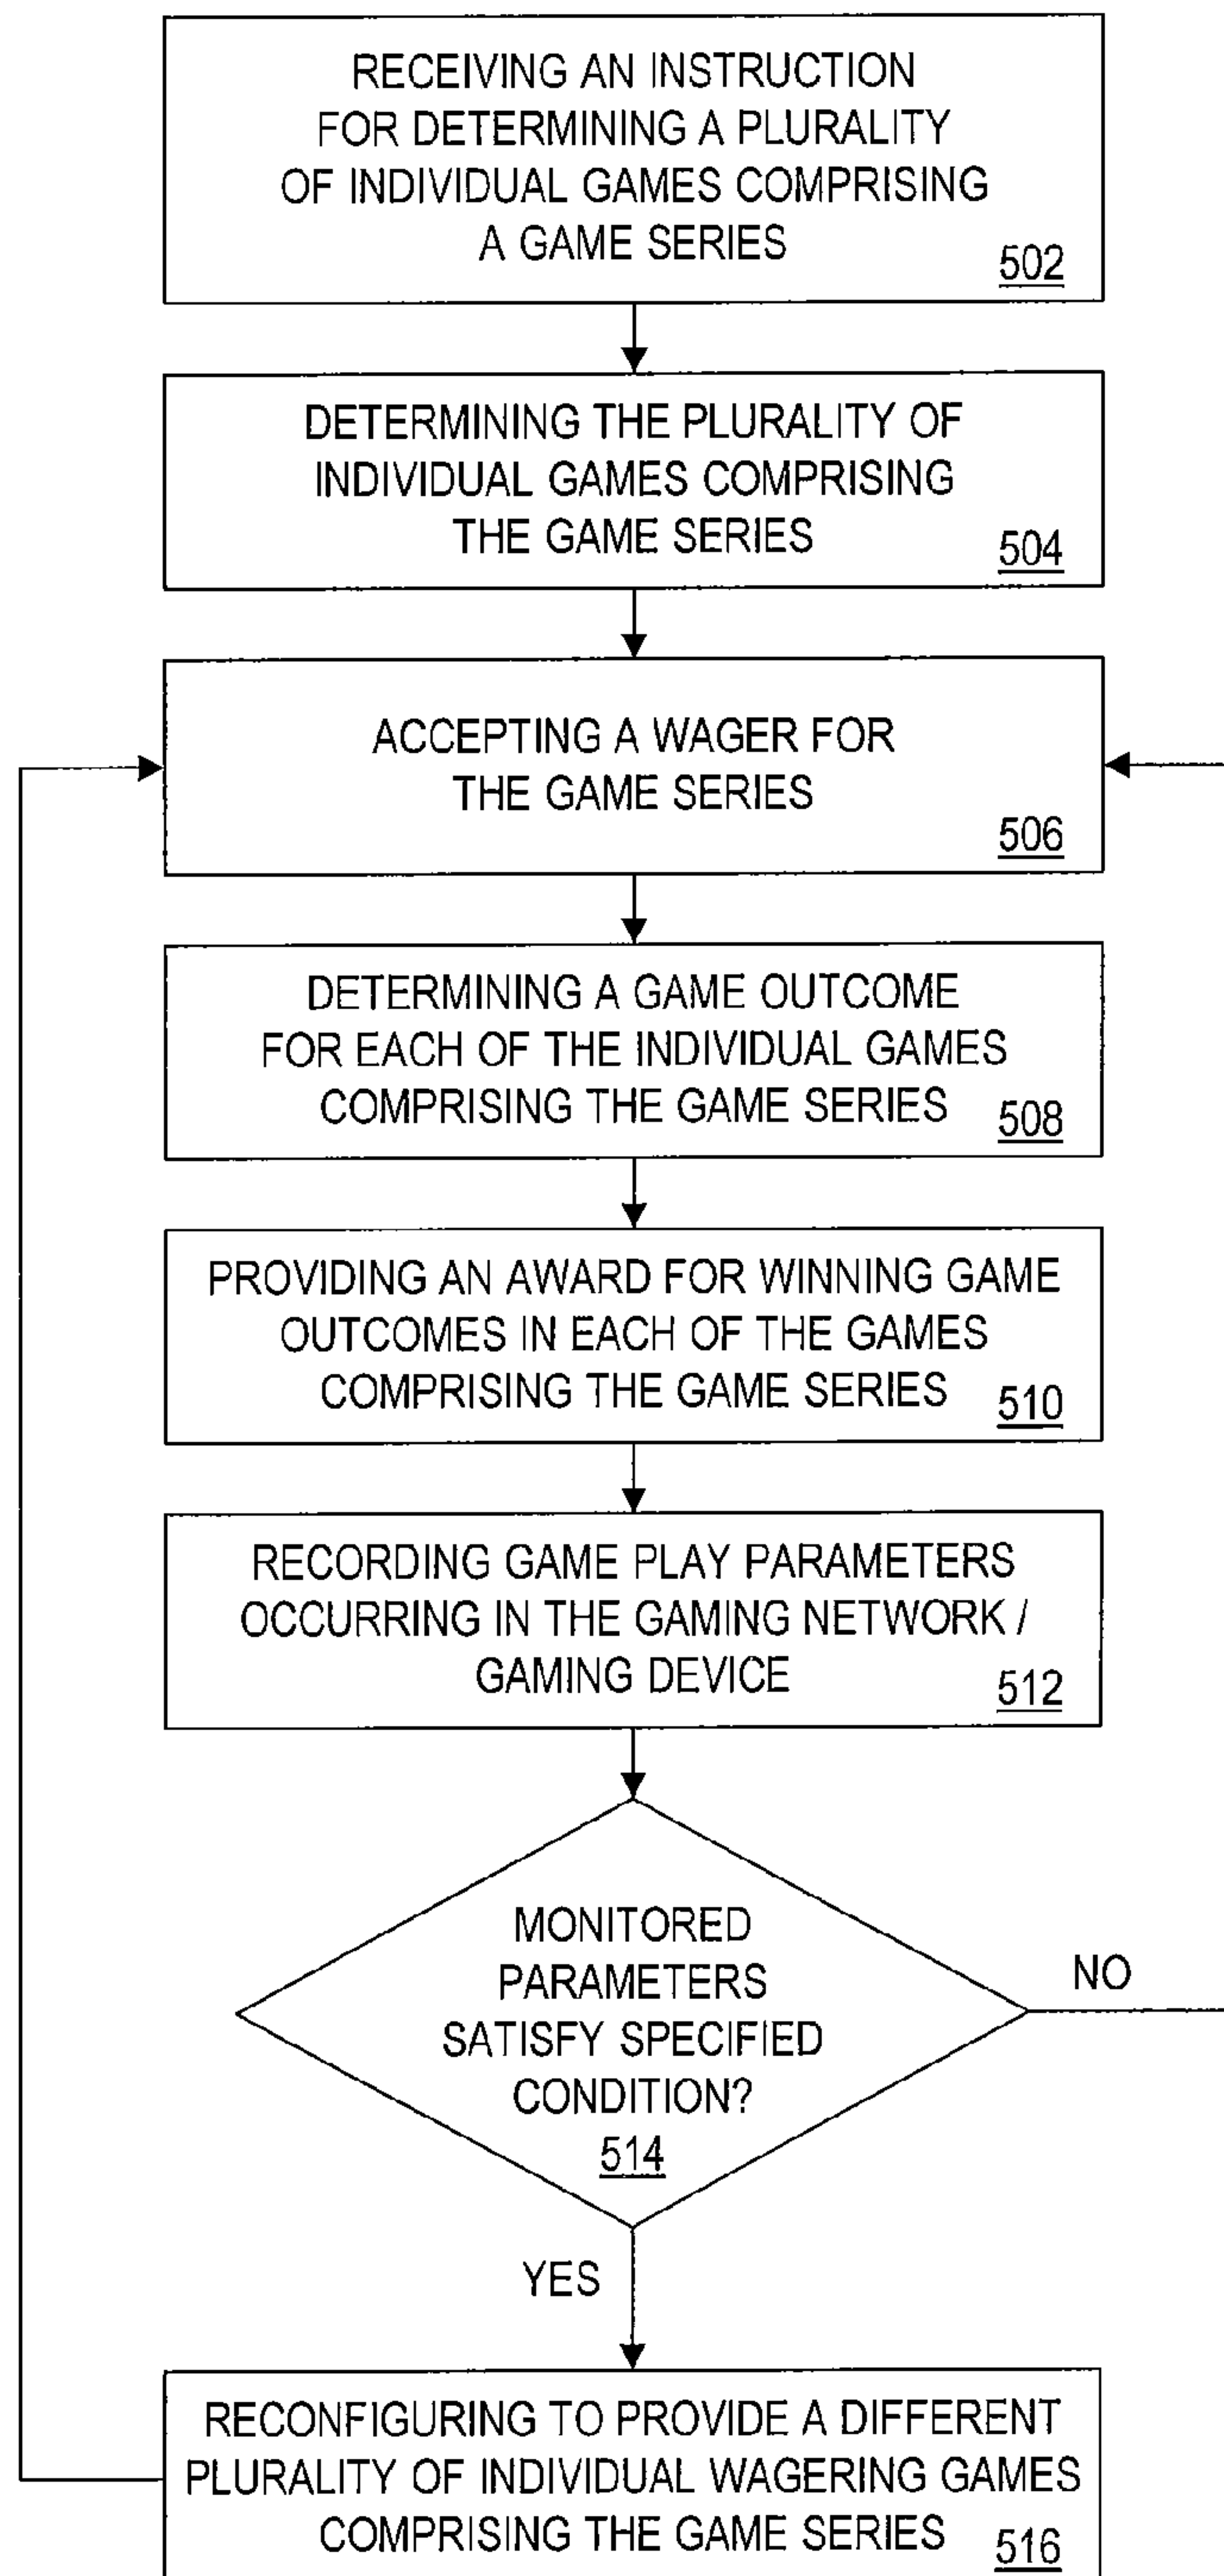 RECEIVING AN INSTRUCTION
FOR DETERMINING A PLURALITY
OF INDIVIDUAL GAMES COMPRISING
A GAME SERIES
502
DETERMINING THE PLURALITY OF
INDIVIDUAL GAMES COMPRISING
THE GAME SERIES
504
ACCEPTING A WAGER FOR
THE GAME SERIES
506
DETERMINING A GAME OUTCOME
FOR EACH OF THE INDIVIDUAL GAMES
COMPRISING THE GAME SERIES
508
PROVIDING AN AWARD FOR WINNING GAME
OUTCOMES IN EACH OF THE GAMES
COMPRISING THE GAME SERIES
510
RECORDING GAME PLAY PARAMETERS
OCCURRING IN THE GAMING NETWORK /
GAMING DEVICE
512
MONITORED
PARAMETERS
SATISFY SPECIFIED
CONDITION?
514
NO
YES
RECONFIGURING TO PROVIDE A DIFFERENT
PLURALITY OF INDIVIDUAL WAGERING GAMES
COMPRISING THE GAME SERIES
516